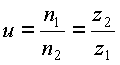 u = n₁/n₂ = z₂/z₁